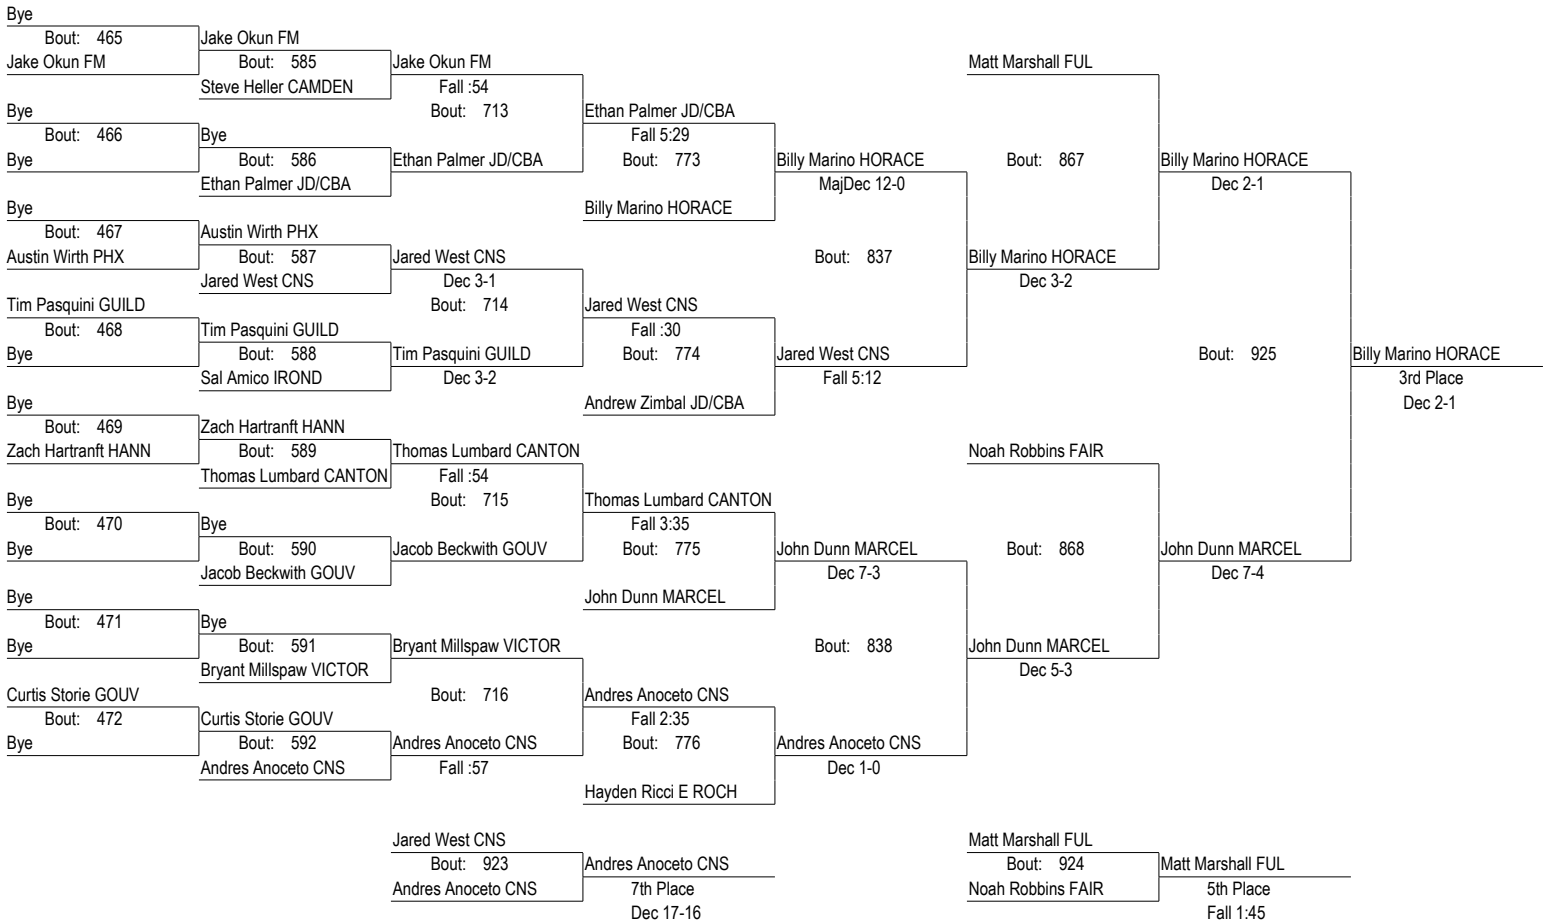 Bye
Bout: 465
Jake Okun FM
Jake Okun FM
Bout: 585
Steve Heller CAMDEN
Jake Okun FM
Fall :54
Bout: 713
Bye
Bout: 466
Bye
Bye
Bout: 586
Ethan Palmer JD/CBA
Ethan Palmer JD/CBA
Ethan Palmer JD/CBA
Fall 5:29
Bout: 773
Billy Marino HORACE
Billy Marino HORACE
MajDec 12-0
Bye
Bout: 467
Austin Wirth PHX
Austin Wirth PHX
Bout: 587
Jared West CNS
Jared West CNS
Dec 3-1
Bout: 714
Tim Pasquini GUILD
Bout: 468
Bye
Tim Pasquini GUILD
Bout: 588
Sal Amico IROND
Tim Pasquini GUILD
Dec 3-2
Jared West CNS
Fall :30
Bout: 774
Andrew Zimbal JD/CBA
Jared West CNS
Fall 5:12
Bout: 837
Matt Marshall FUL
Bout: 867
Billy Marino HORACE
Dec 3-2
Billy Marino HORACE
Dec 2-1
Bye
Bout: 469
Zach Hartranft HANN
Zach Hartranft HANN
Bout: 589
Thomas Lumbard CANTON
Thomas Lumbard CANTON
Fall :54
Bout: 715
Bye
Bout: 470
Bye
Bye
Bout: 590
Jacob Beckwith GOUV
Jacob Beckwith GOUV
Thomas Lumbard CANTON
Fall 3:35
Bout: 775
John Dunn MARCEL
John Dunn MARCEL
Dec 7-3
Bye
Bout: 471
Bye
Bye
Bout: 591
Bryant Millspaw VICTOR
Bryant Millspaw VICTOR
Bout: 716
Curtis Storie GOUV
Bout: 472
Bye
Curtis Storie GOUV
Bout: 592
Andres Anoceto CNS
Andres Anoceto CNS
Fall :57
Andres Anoceto CNS
Fall 2:35
Bout: 776
Hayden Ricci E ROCH
Andres Anoceto CNS
Dec 1-0
Bout: 838
Noah Robbins FAIR
Bout: 868
John Dunn MARCEL
Dec 5-3
John Dunn MARCEL
Dec 7-4
Bout: 925
Billy Marino HORACE
3rd Place
Dec 2-1
Jared West CNS
Bout: 923
Andres Anoceto CNS
Andres Anoceto CNS
7th Place
Dec 17-16
Matt Marshall FUL
Bout: 924
Noah Robbins FAIR
Matt Marshall FUL
5th Place
Fall 1:45